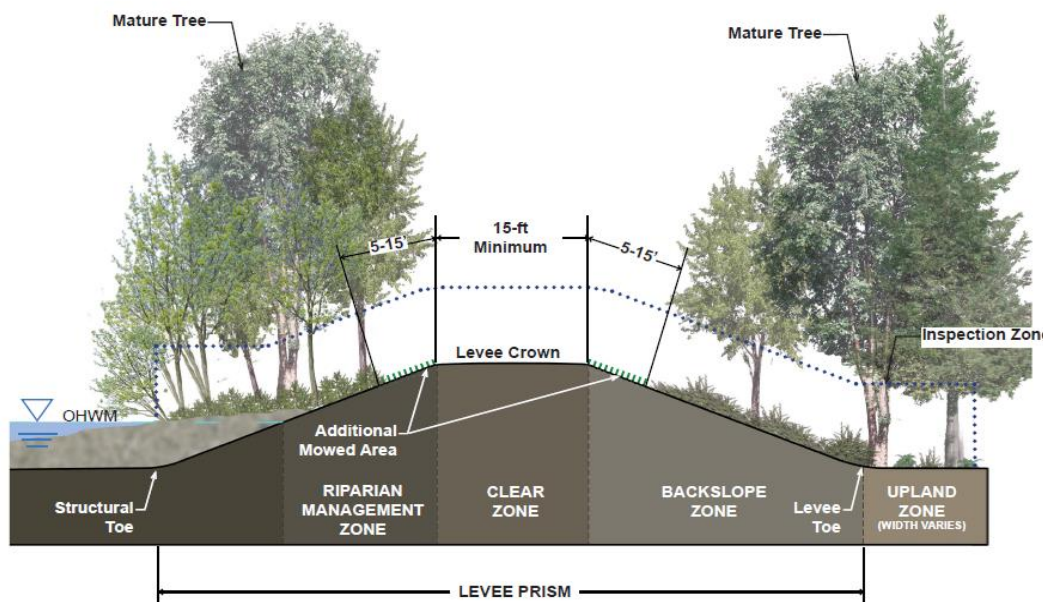 Mature Tree
Mature Tree
5-15'
15-ft
Minimum
5-15'
Inspection Zone
Levee Crown
OHWM
Additional
Mowed Area
Structural
Toe
RIPARIAN
MANAGEMENT
ZONE
CLEAR
ZONE
BACKSLOPE
ZONE
Levee
Toe
UPLAND
ZONE
(WIDTH VARIES)
LEVEE PRISM